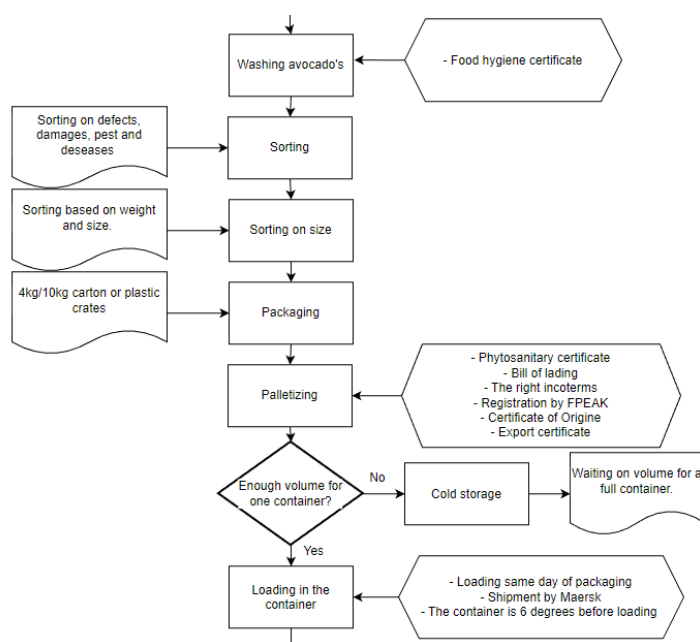 Washing avocado's
- Food hygiene certificate
Sorting on defects,
damages, pest and
deseases
Sorting
Sorting based on weight
and size.
Sorting on size
4kg/10kg carton or plastic
crates
Packaging
Palletizing
- Phytosanitary certificate
- Bill of lading
- The right incoterms
- Registration by FPEAK
- Certificate of Origine
- Export certificate
Enough volume for
one container?
No
Cold storage
Waiting on volume for a
full container.
Yes
Loading in the
container
- Loading same day of packaging
- Shipment by Maersk
- The container is 6 degrees before loading